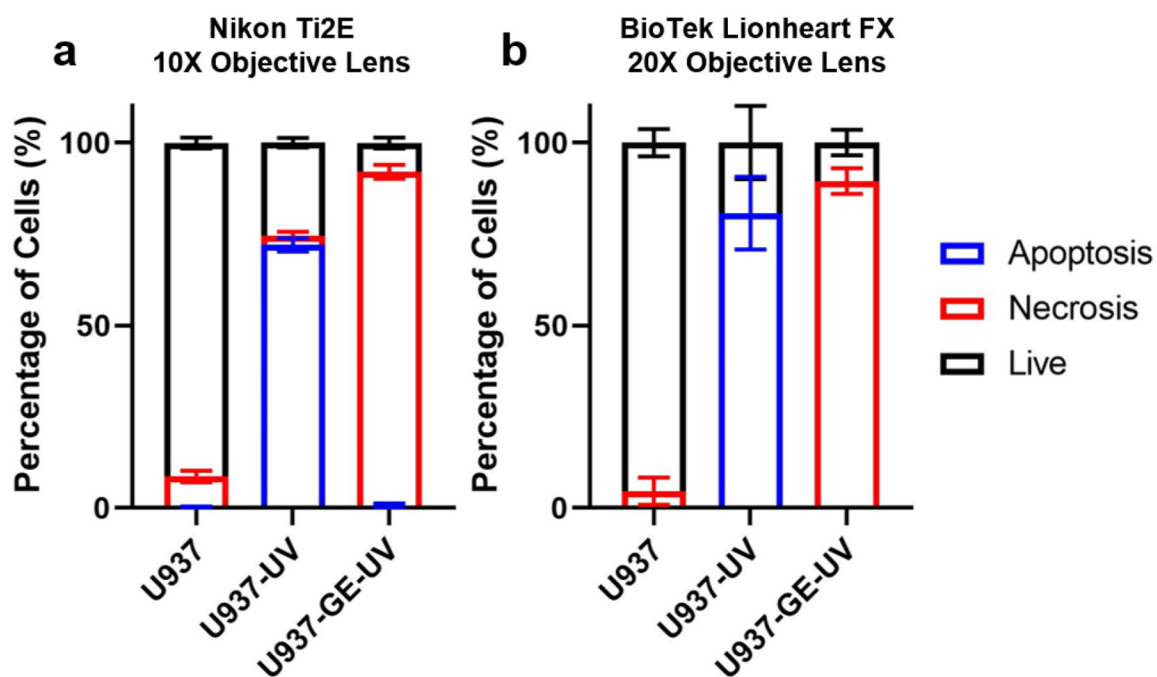 a
Nikon Ti2E
10X Objective Lens
Percentage of Cells (%)
100
50
0
U937
U937-UV
U937-GE-UV
b
BioTek Lionheart FX
20X Objective Lens
Percentage of Cells (%)
100
50
0
U937
U937-UV
U937-GE-UV
Apoptosis
Necrosis
Live